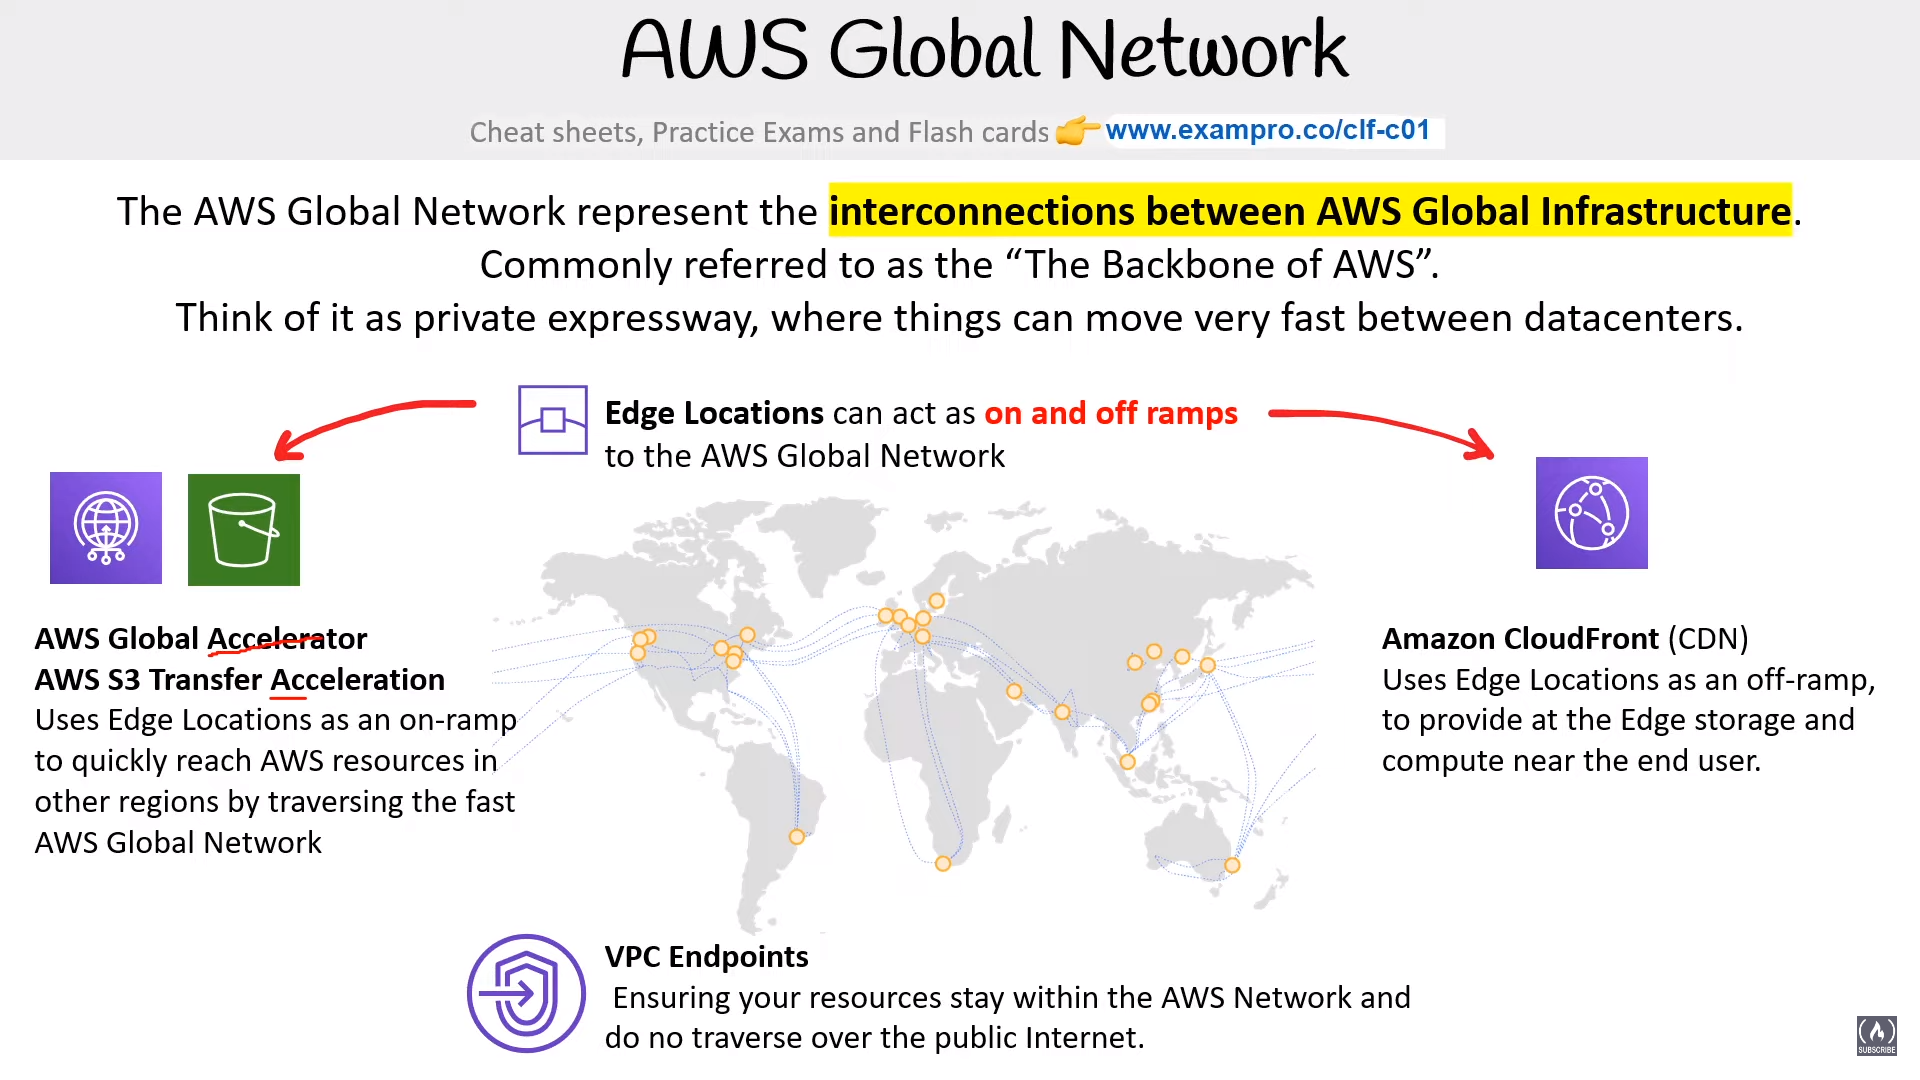 AWS Global Network
Cheat sheets, Practice Exams and Flash cards 👉 www.exampro.co/clf-c01
The AWS Global Network represent the interconnections between AWS Global Infrastructure.
Commonly referred to as the “The Backbone of AWS”.
Think of it as private expressway, where things can move very fast between datacenters.
Edge Locations can act as on and off ramps
to the AWS Global Network
AWS Global Accelerator
AWS S3 Transfer Acceleration
Uses Edge Locations as an on-ramp
to quickly reach AWS resources in
other regions by traversing the fast
AWS Global Network
Amazon CloudFront (CDN)
Uses Edge Locations as an off-ramp,
to provide at the Edge storage and
compute near the end user.
VPC Endpoints
Ensuring your resources stay within the AWS Network and
do no traverse over the public Internet.
SUBSCRIBE